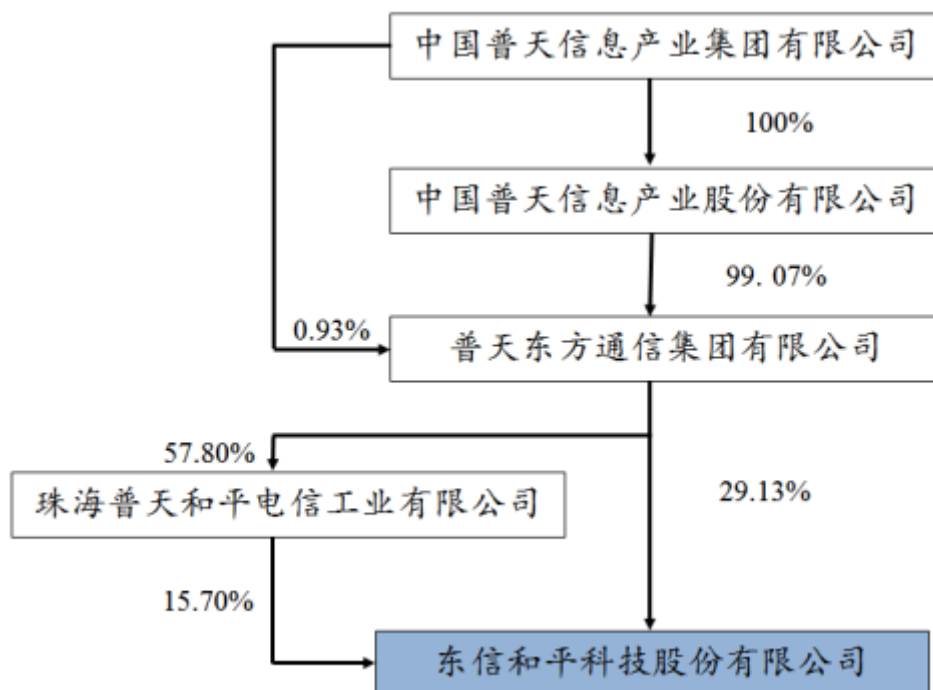 中国普天信息产业集团有限公司
100%
中国普天信息产业股份有限公司
99.07%
0.93%
普天东方通信集团有限公司
57.80%
珠海普天和平电信工业有限公司
29.13%
15.70%
东信和平科技股份有限公司